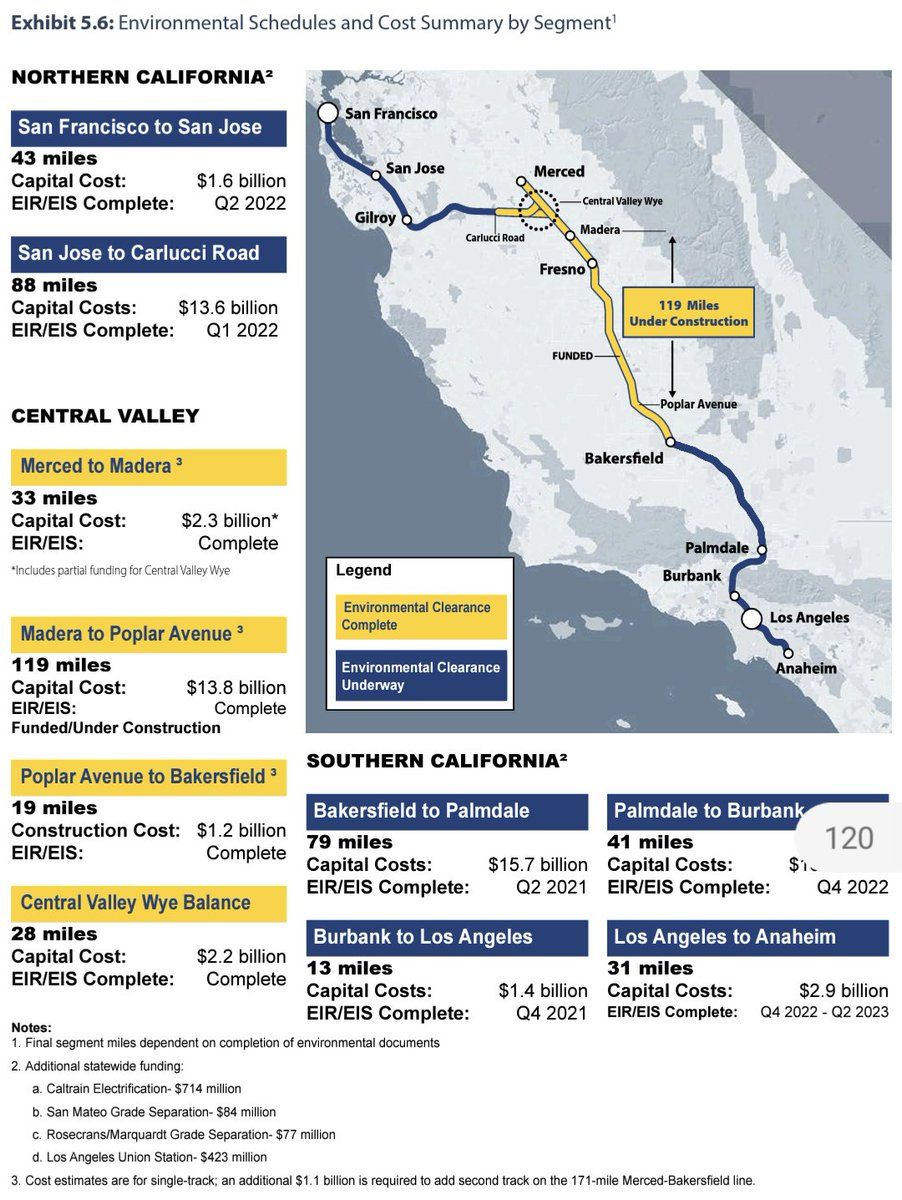 Exhibit 5.6: Environmental Schedules and Cost Summary by Segment¹
NORTHERN CALIFORNIA²
San Francisco to San Jose
43 miles
Capital Cost: $1.6 billion
EIR/EIS Complete: Q2 2022
San Jose to Carlucci Road
88 miles
Capital Costs: $13.6 billion
EIR/EIS Complete: Q1 2022
CENTRAL VALLEY
Merced to Madera ³
33 miles
Capital Cost: $2.3 billion*
EIR/EIS: Complete
*Includes partial funding for Central Valley Wye
Madera to Poplar Avenue ³
119 miles
Capital Cost: $13.8 billion
EIR/EIS: Complete
Funded/Under Construction
Poplar Avenue to Bakersfield ³
19 miles
Construction Cost: $1.2 billion
EIR/EIS: Complete
Central Valley Wye Balance
28 miles
Capital Cost: $2.2 billion
EIR/EIS Complete: Complete
San Francisco
San Jose
Gilroy
Carlucci Road
Merced
Central Valley Wye
Madera
Fresno
119 Miles
Under Construction
FUNDED
Poplar Avenue
Bakersfield
Palmdale
Burbank
Los Angeles
Anaheim
Legend
Environmental Clearance
Complete
Environmental Clearance
Underway
SOUTHERN CALIFORNIA²
Bakersfield to Palmdale
79 miles
Capital Costs: $15.7 billion
EIR/EIS Complete: Q2 2021
Palmdale to Burbank
41 miles
Capital Costs:
EIR/EIS Complete: Q4 2022
120
Burbank to Los Angeles
13 miles
Capital Costs: $1.4 billion
EIR/EIS Complete: Q4 2021
Los Angeles to Anaheim
31 miles
Capital Costs: $2.9 billion
EIR/EIS Complete: Q4 2022 - Q2 2023
Notes:
1. Final segment miles dependent on completion of environmental documents
2. Additional statewide funding:
a. Caltrain Electrification- $714 million
b. San Mateo Grade Separation- $84 million
c. Rosecrans/Marquardt Grade Separation- $77 million
d. Los Angeles Union Station- $423 million
3. Cost estimates are for single-track; an additional $1.1 billion is required to add second track on the 171-mile Merced-Bakersfield line.